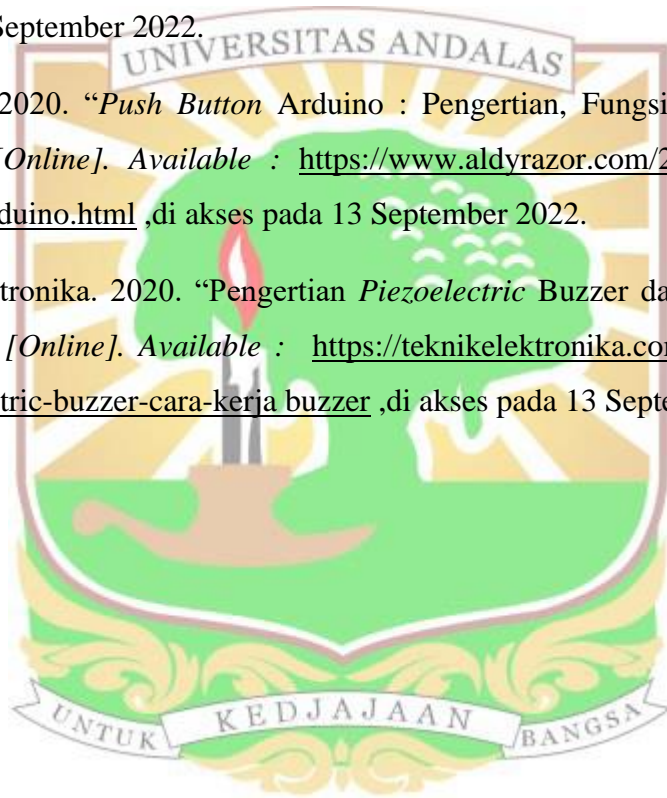 September 2022.
UNIVERSITAS ANDALAS
2020. “Push Button Arduino : Pengertian, Fungsi
[Online]. Available : https://www.aldyrazor.com/2
duino.html ,di akses pada 13 September 2022.
tronika. 2020. “Pengertian Piezoelectric Buzzer da
[Online]. Available : https://teknikelektronika.com
tric-buzzer-cara-kerja buzzer ,di akses pada 13 Septe
UNTUK KEDJAJAAN BANGSA